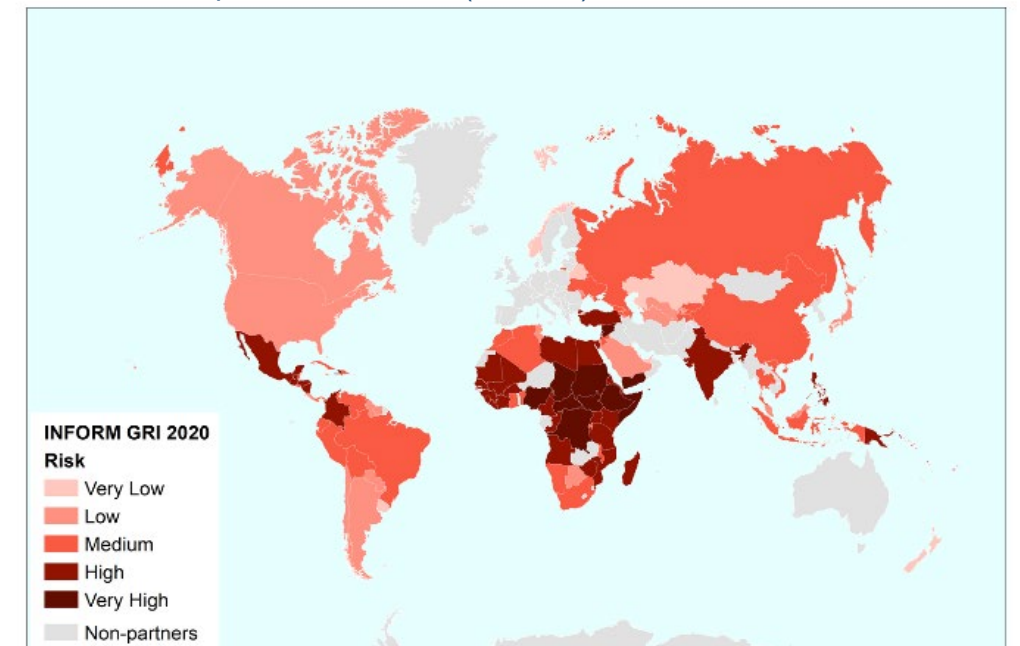 INFORM GRI 2020
Risk
Very Low
Low
Medium
High
Very High
Non-partners